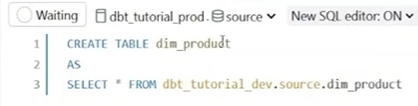 Waiting dbt_tutorial_prod. source New SQL editor: ON
1 CREATE TABLE dim_product
2 AS
3 SELECT * FROM dbt_tutorial_dev.source.dim_product